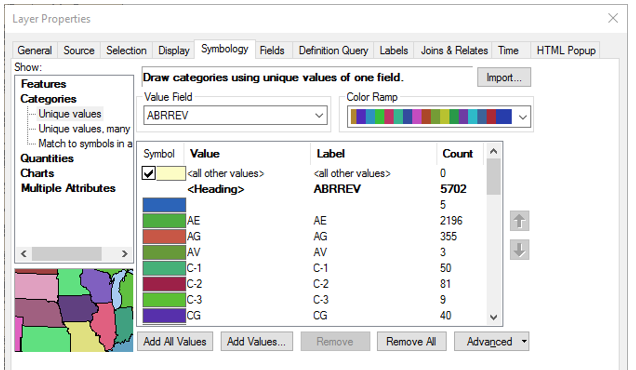 Layer Properties
General Source Selection Display Symbology Fields Definition Query Labels Joins & Relates Time HTML Popup
Show:
Features
Categories
Unique values
Unique values, many
Match to symbols in a
Quantities
Charts
Multiple Attributes
Draw categories using unique values of one field.
Import...
Value Field
ABRREV
Color Ramp
Symbol Value Label Count
<all other values> <all other values> 0
<Heading> ABRREV 5702
5
AE AE 2196
AG AG 355
AV AV 3
C-1 C-1 50
C-2 C-2 81
C-3 C-3 9
CG CG 40
Add All Values Add Values... Remove Remove All Advanced